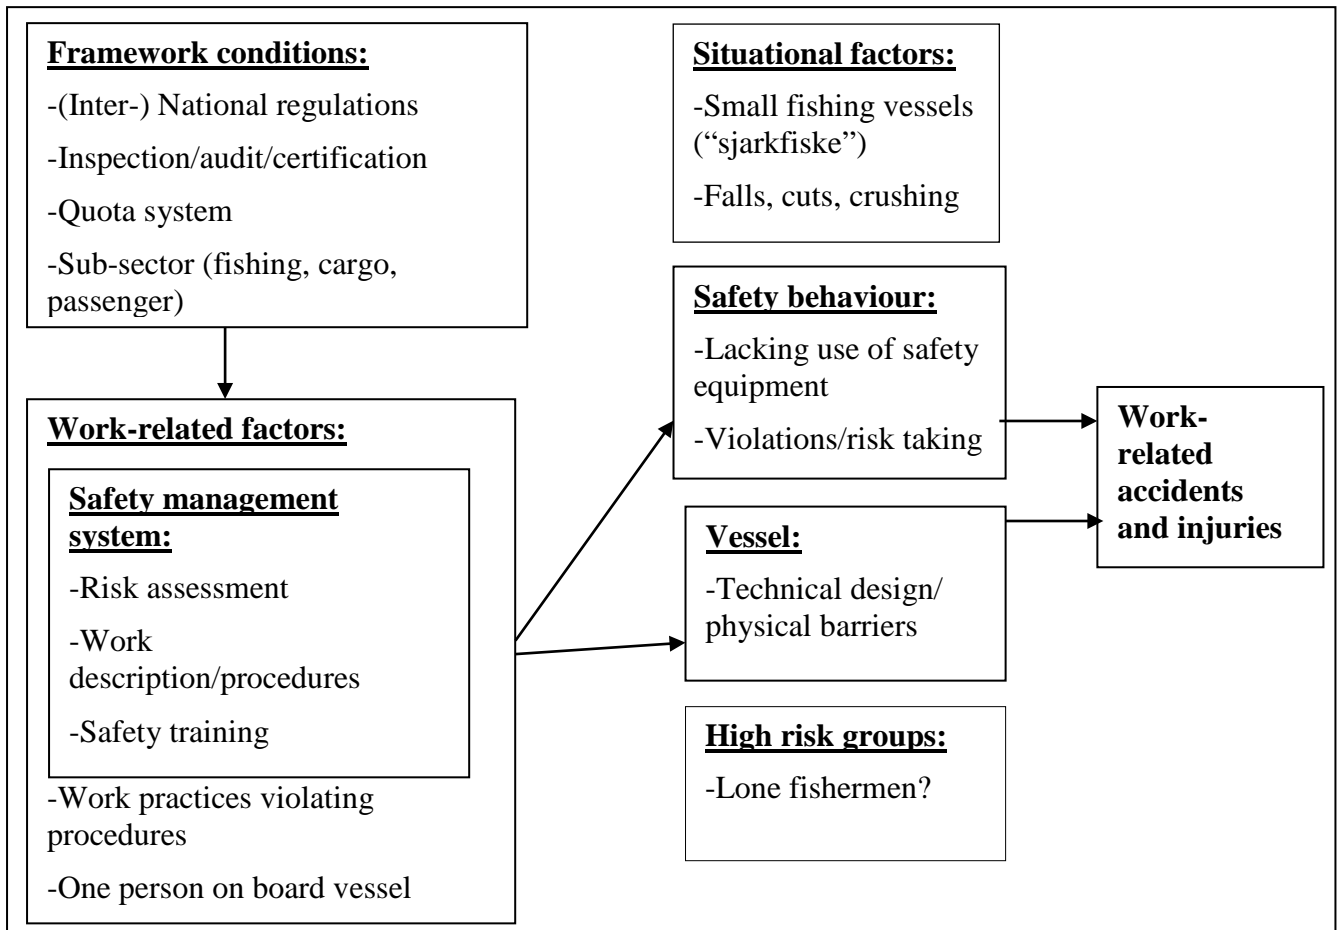 Framework conditions:
-(Inter-) National regulations
-Inspection/audit/certification
-Quota system
-Sub-sector (fishing, cargo,
passenger)
Work-related factors:
Safety management
system:
-Risk assessment
-Work
description/procedures
-Safety training
-Work practices violating
procedures
-One person on board vessel
Situational factors:
-Small fishing vessels
(“sjarkfiske”)
-Falls, cuts, crushing
Safety behaviour:
-Lacking use of safety
equipment
-Violations/risk taking
Vessel:
-Technical design/
physical barriers
High risk groups:
-Lone fishermen?
Work-
related
accidents
and injuries